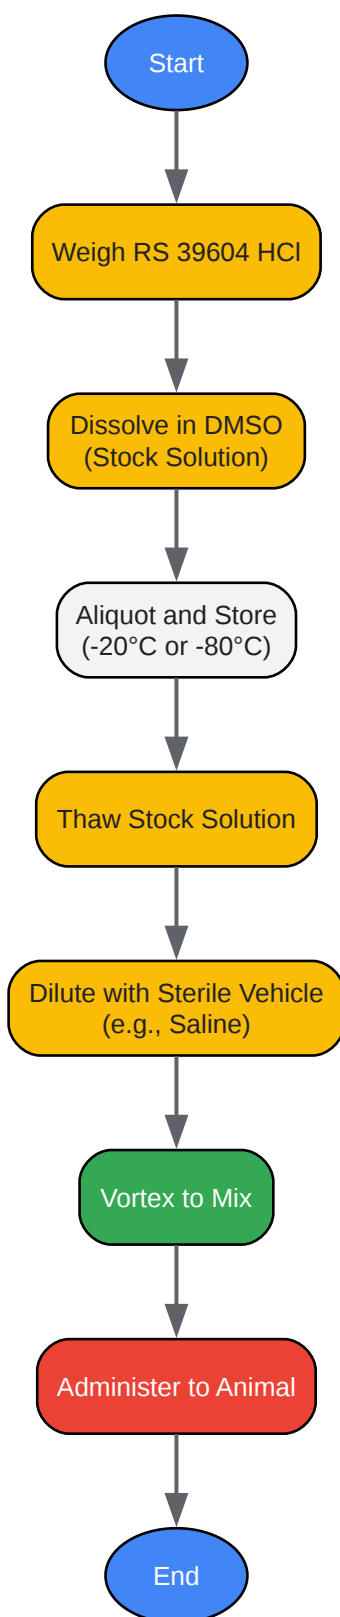 Start
Weigh RS 39604 HCl
Dissolve in DMSO
(Stock Solution)
Aliquot and Store
(-20°C or -80°C)
Thaw Stock Solution
Dilute with Sterile Vehicle
(e.g., Saline)
Vortex to Mix
Administer to Animal
End